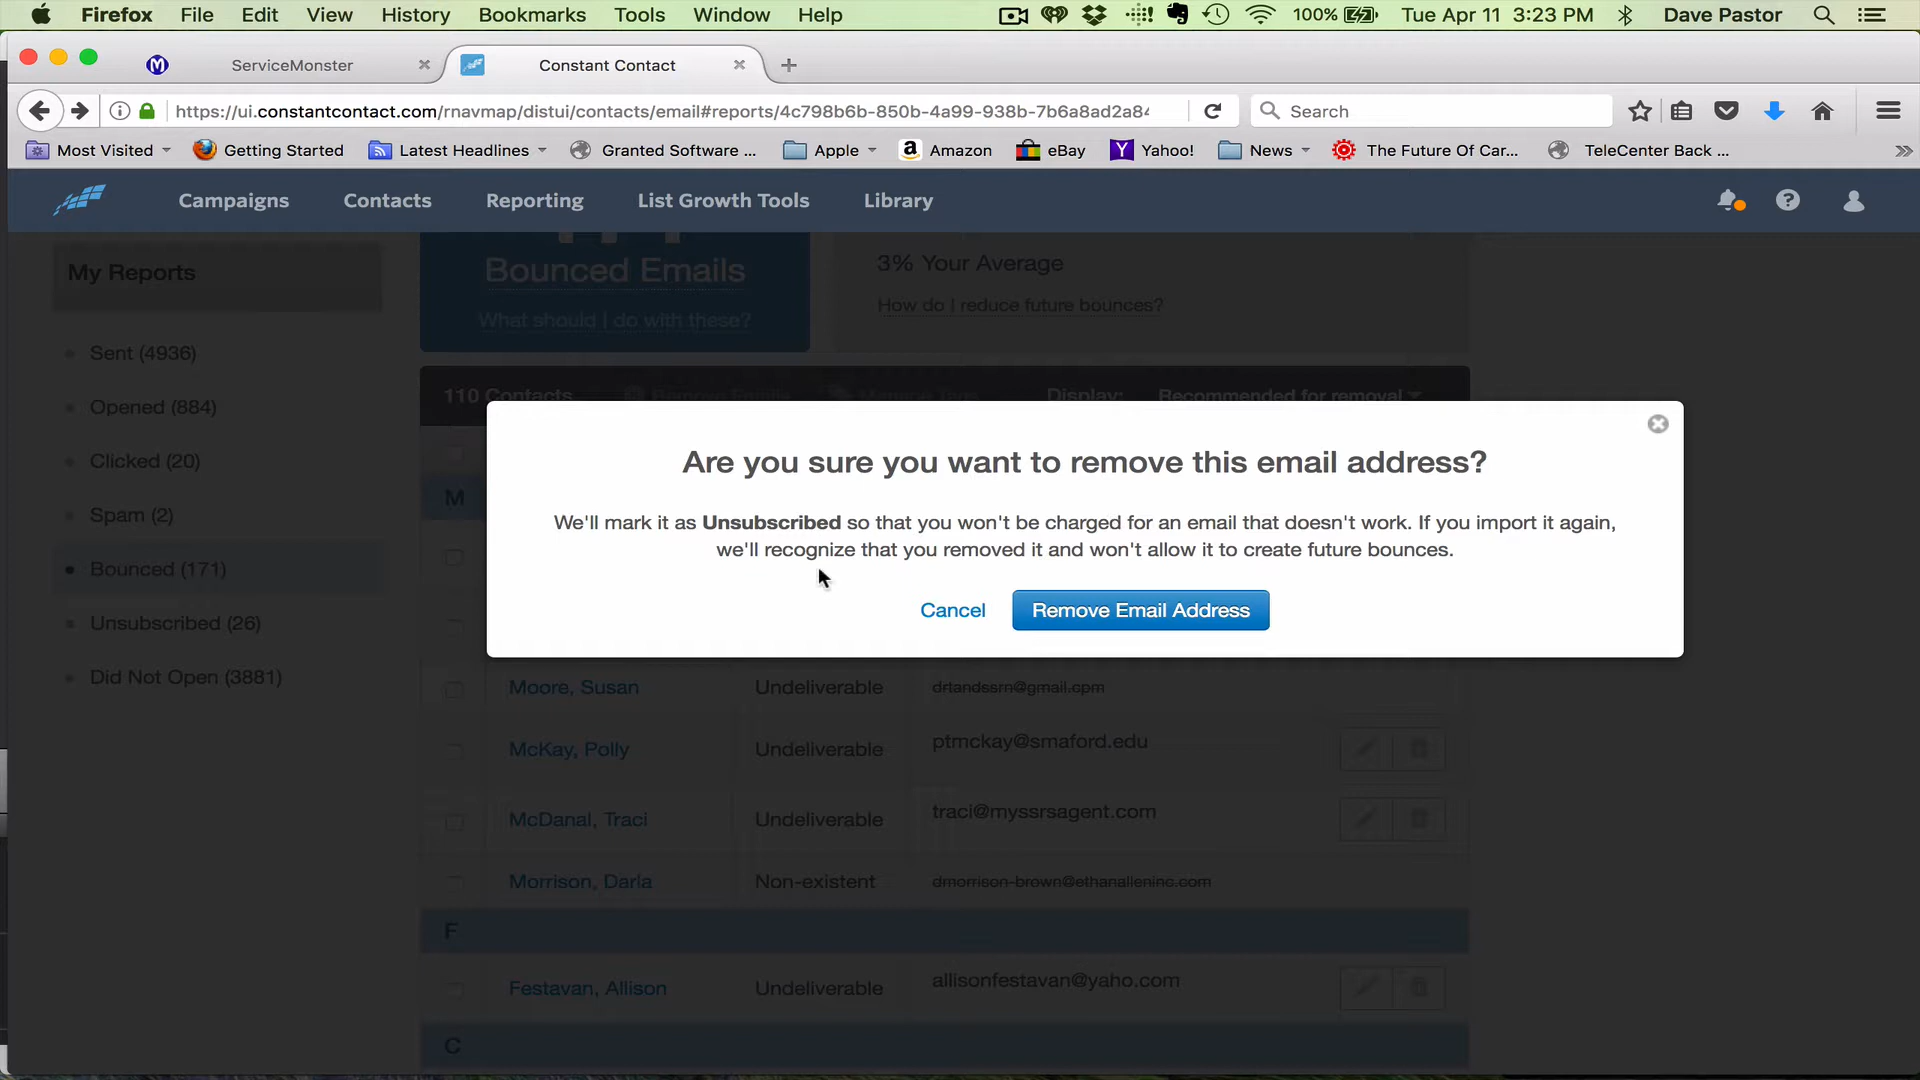 Firefox File Edit View History Bookmarks Tools Window Help 100% Tue Apr 11 3:23 PM Dave Pastor
ServiceMonster Constant Contact
https://ui.constantcontact.com/rnavmap/distui/contacts/email#reports/4c798b6b-850b-4a99-938b-7b6a8ad2a84 Search
Most Visited Getting Started Latest Headlines Granted Software ... Apple Amazon eBay Yahoo! News The Future Of Car... TeleCenter Back ...
Campaigns Contacts Reporting List Growth Tools Library
My Reports
Sent (4936)
Opened (884)
Clicked (20)
Spam (2)
Bounced (171)
Unsubscribed (26)
Did Not Open (3881)
Bounced Emails
What should I do with these?
3% Your Average
How do I reduce future bounces?
110 Contacts Display: Recommended for removal
M
Are you sure you want to remove this email address?
We'll mark it as Unsubscribed so that you won't be charged for an email that doesn't work. If you import it again,
we'll recognize that you removed it and won't allow it to create future bounces.
Cancel Remove Email Address
Moore, Susan Undeliverable drlandssrn@gmail.cpm
McKay, Polly Undeliverable ptmckay@smaford.edu
McDanal, Traci Undeliverable traci@myssrsagent.com
Morrison, Darla Non-existent dmorrison-brown@ethanalleninc.com
F
Festavan, Allison Undeliverable allisonfestavan@yaho.com
C